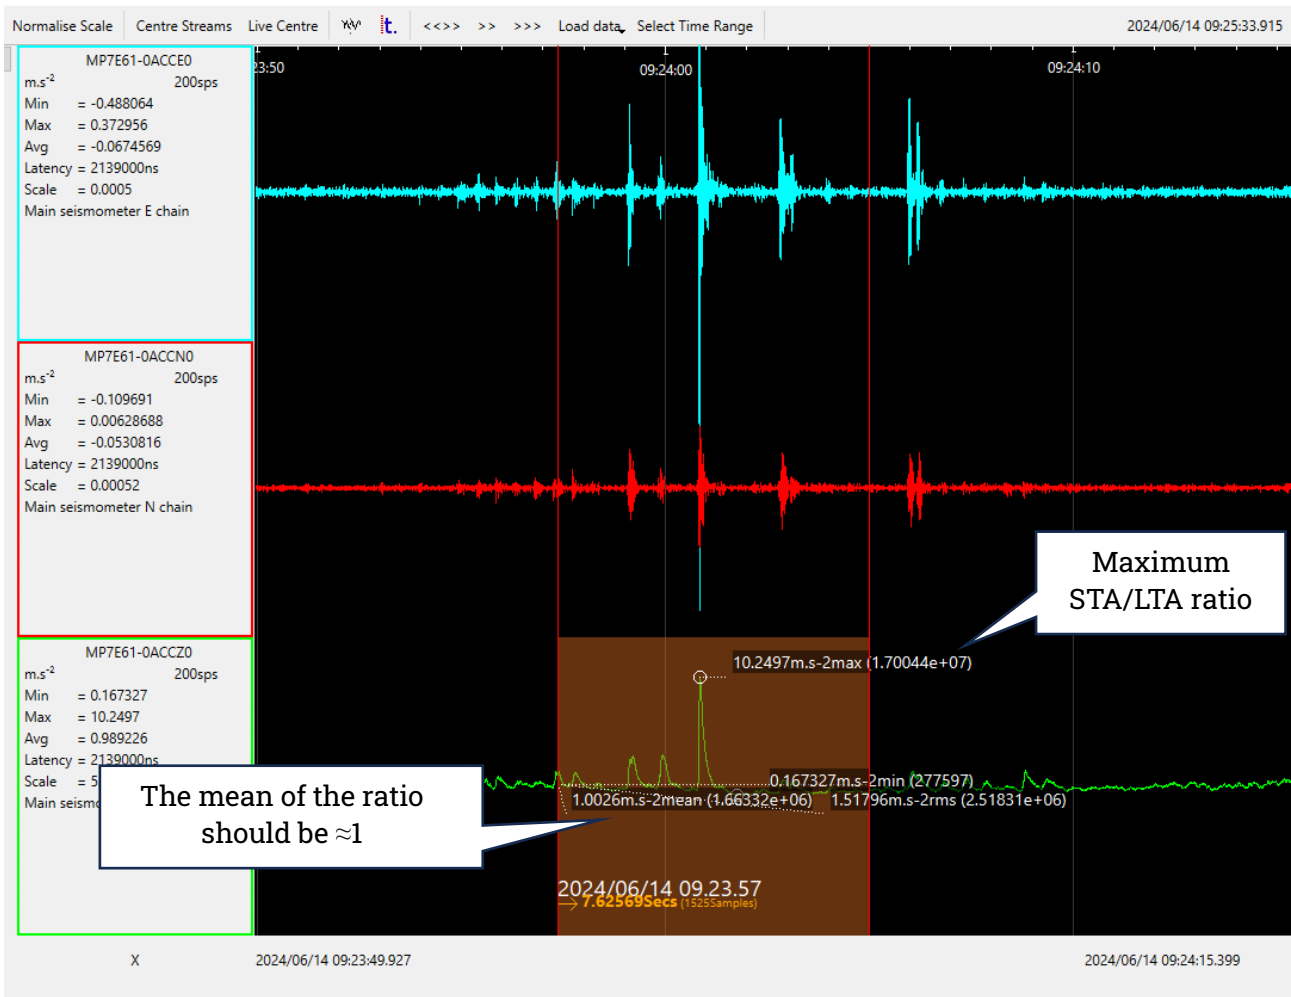 Normalise Scale Centre Streams Live Centre t. <<>> >> >>> Load data Select Time Range 2024/06/14 09:25:33.915
MP7E61-0ACCE0
m.s-2 200sps
Min = -0.488064
Max = 0.372956
Avg = -0.0674569
Latency = 2139000ns
Scale = 0.0005
Main seismometer E chain
23:50 09:24:00 09:24:10
MP7E61-0ACCN0
m.s-2 200sps
Min = -0.109691
Max = 0.00628688
Avg = -0.0530816
Latency = 2139000ns
Scale = 0.00052
Main seismometer N chain
Maximum
STA/LTA ratio
MP7E61-0ACCZ0
m.s-2 200sps
Min = 0.167327
Max = 10.2497
Avg = 0.989226
Latency = 2139000ns
Scale = 5
Main seismo
10.2497m.s-2max (1.70044e+07)
0.167327m.s-2min (277597)
1.0026m.s-2mean (1.66332e+06) 1.51796m.s-2rms (2.51831e+06)
The mean of the ratio
should be ≈1
2024/06/14 09.23.57
7.62569Secs (1525Samples)
X 2024/06/14 09:23:49.927 2024/06/14 09:24:15.399